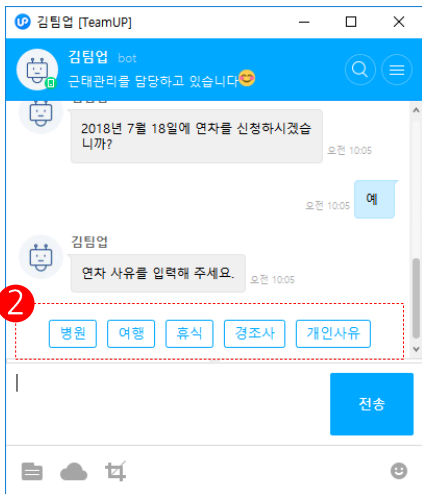 김팀업 [TeamUP]
김팀업 bot
근태관리를 담당하고 있습니다😊
김팀업
2018년 7월 18일에 연차를 신청하시겠습
니까?
오전 10:05
오전 10:05 예
김팀업
연차 사유를 입력해 주세요. 오전 10:05
2
병원 여행 휴식 경조사 개인사유
전송